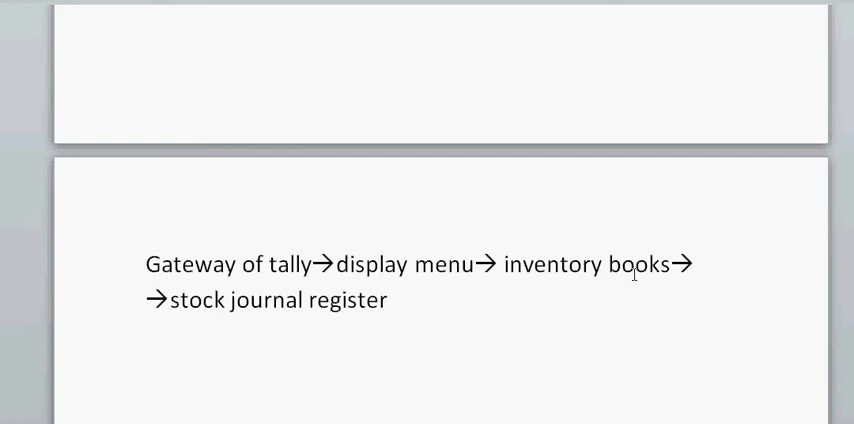 Gateway of tally→display menu→ inventory books→
→stock journal register